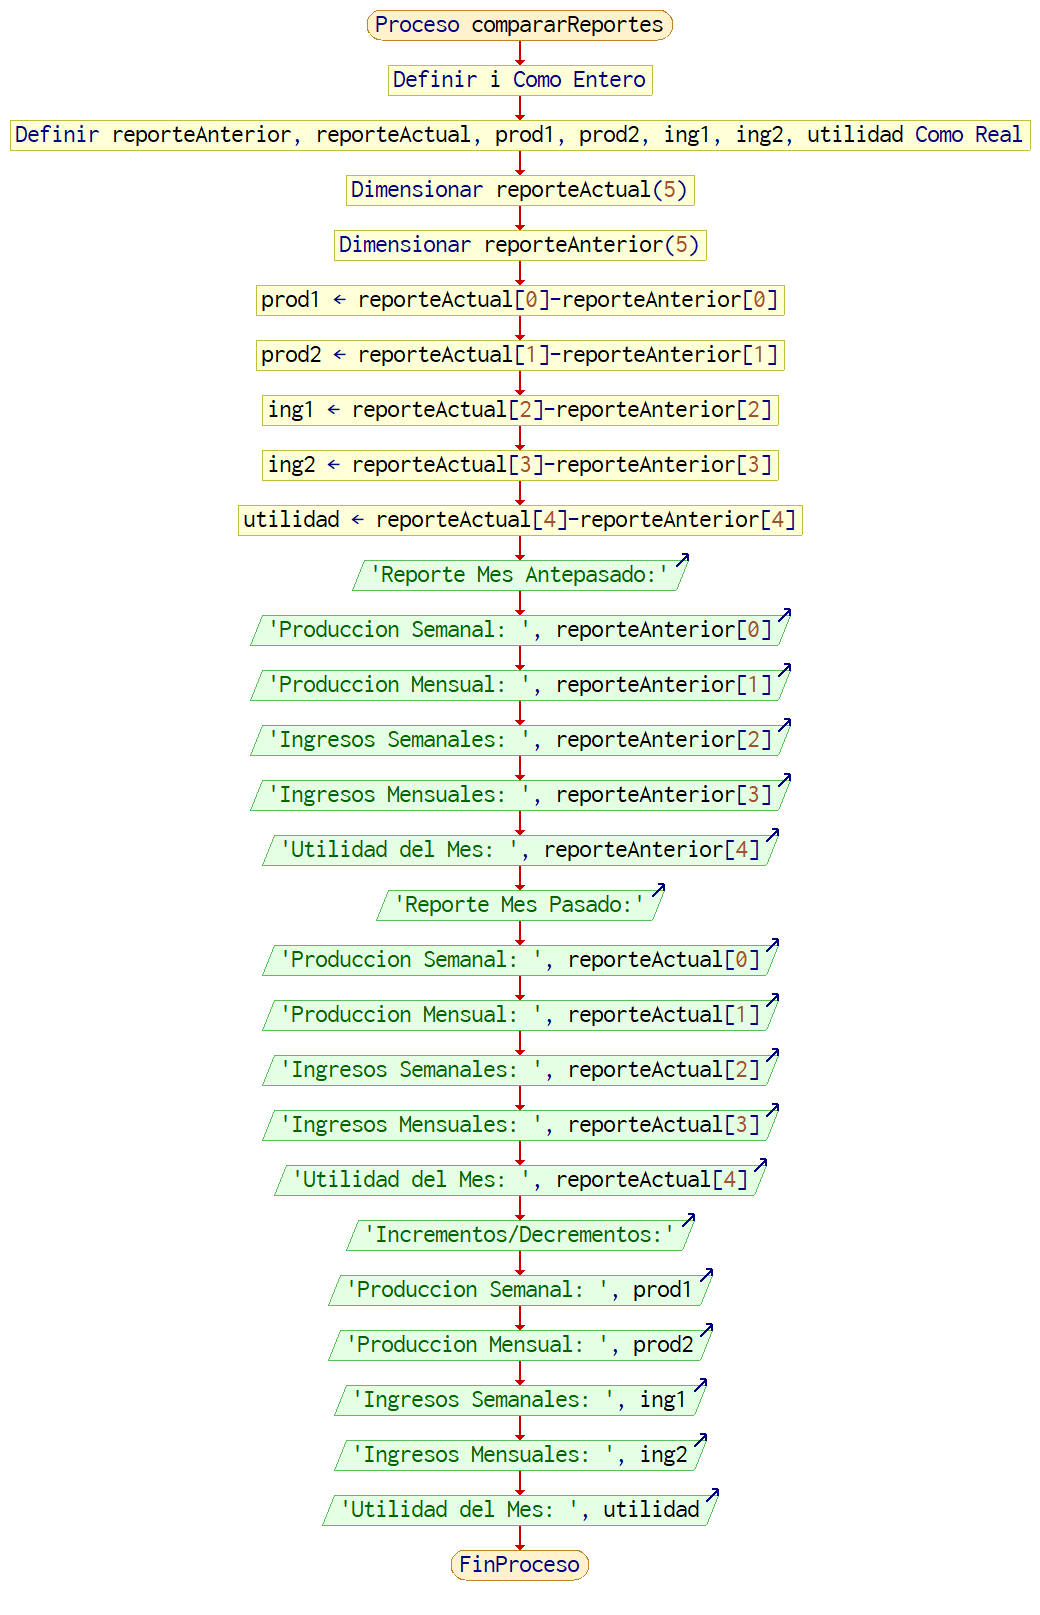 Proceso compararReportes
Definir i Como Entero
Definir reporteAnterior, reporteActual, prod1, prod2, ing1, ing2, utilidad Como Real
Dimensionar reporteActual(5)
Dimensionar reporteAnterior(5)
prod1 ← reporteActual[0]-reporteAnterior[0]
prod2 ← reporteActual[1]-reporteAnterior[1]
ing1 ← reporteActual[2]-reporteAnterior[2]
ing2 ← reporteActual[3]-reporteAnterior[3]
utilidad ← reporteActual[4]-reporteAnterior[4]
'Reporte Mes Antepasado:'
'Produccion Semanal: ', reporteAnterior[0]
'Produccion Mensual: ', reporteAnterior[1]
'Ingresos Semanales: ', reporteAnterior[2]
'Ingresos Mensuales: ', reporteAnterior[3]
'Utilidad del Mes: ', reporteAnterior[4]
'Reporte Mes Pasado:'
'Produccion Semanal: ', reporteActual[0]
'Produccion Mensual: ', reporteActual[1]
'Ingresos Semanales: ', reporteActual[2]
'Ingresos Mensuales: ', reporteActual[3]
'Utilidad del Mes: ', reporteActual[4]
'Incrementos/Decrementos:'
'Produccion Semanal: ', prod1
'Produccion Mensual: ', prod2
'Ingresos Semanales: ', ing1
'Ingresos Mensuales: ', ing2
'Utilidad del Mes: ', utilidad
FinProceso